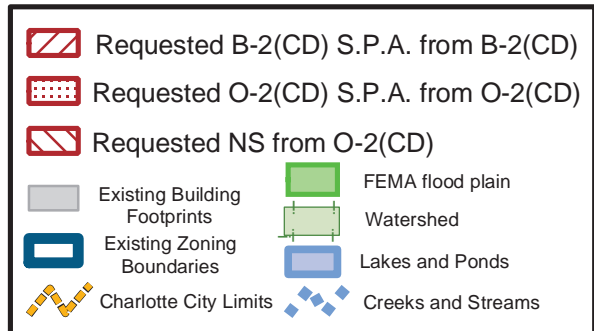 Requested B-2(CD) S.P.A. from B-2(CD)
Requested O-2(CD) S.P.A. from O-2(CD)
Requested NS from O-2(CD)
Existing Building
Footprints
Existing Zoning
Boundaries
Charlotte City Limits
FEMA flood plain
Watershed
Lakes and Ponds
Creeks and Streams